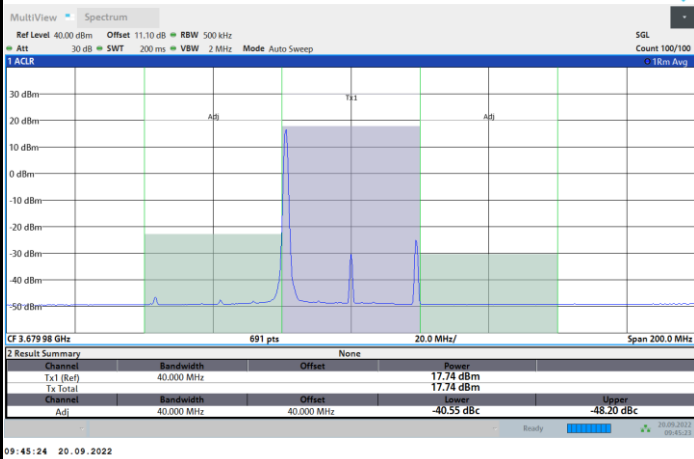 MultiView Spectrum
Ref Level 40.00 dBm Offset 11.10 dB RBW 500 kHz SGL
Att 30 dB SWT 200 ms VBW 2 MHz Mode Auto Sweep Count 100/100
1 ACLR 1Rm Avg
30 dBm
Tx1
20 dBm
Adj Adj
10 dBm
0 dBm
-10 dBm
-20 dBm
-30 dBm
-40 dBm
-50 dBm
CF 3.67998 GHz 691 pts 20.0 MHz/ Span 200.0 MHz
2 Result Summary None
Channel Bandwidth Offset Power
Tx1 (Ref) 40.000 MHz 17.74 dBm
Tx Total 17.74 dBm
Channel Bandwidth Offset Lower Upper
Adj 40.000 MHz 40.000 MHz -40.55 dBc -48.20 dBc
Ready 20.09.2022
09:45:23
09:45:24 20.09.2022